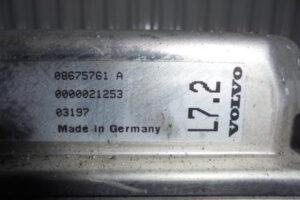 08675761 A
0000021253
03197
Made in Germany
L7.2
VOLVO